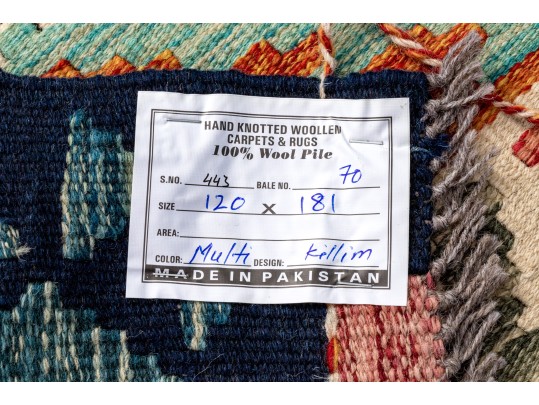 HAND KNOTTED WOOLLEN
CARPETS & RUGS
100% Wool Pile
S.NO. 443 BALE NO. 70
SIZE 120 x 181
AREA:
COLOR: Multi DESIGN: Killim
MADE IN PAKISTAN